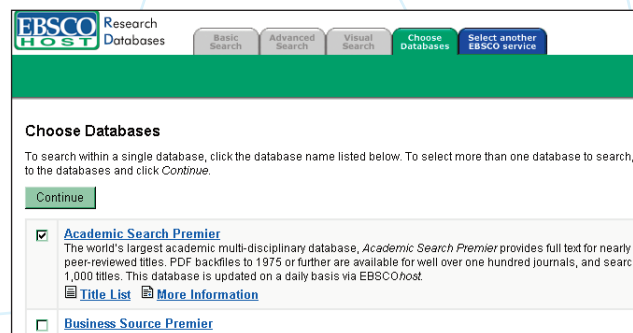 EBSCO Research
HOST Databases
Basic Search
Advanced Search
Visual Search
Choose Databases
Select another EBSCO service
Choose Databases
To search within a single database, click the database name listed below. To select more than one database to search,
to the databases and click Continue.
Continue
Academic Search Premier
The world's largest academic multi-disciplinary database, Academic Search Premier provides full text for nearly
peer-reviewed titles. PDF backfiles to 1975 or further are available for well over one hundred journals, and searc
1,000 titles. This database is updated on a daily basis via EBSCOhost.
Title List More Information
Business Source Premier